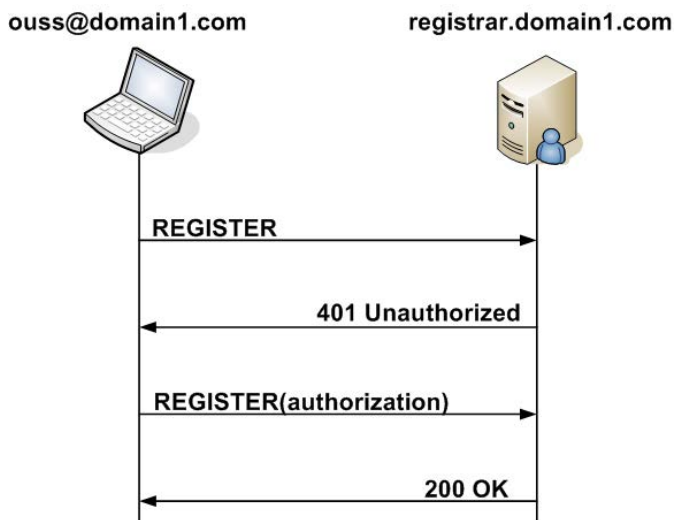 ouss@domain1.com
registrar.domain1.com
REGISTER
401 Unauthorized
REGISTER(authorization)
200 OK